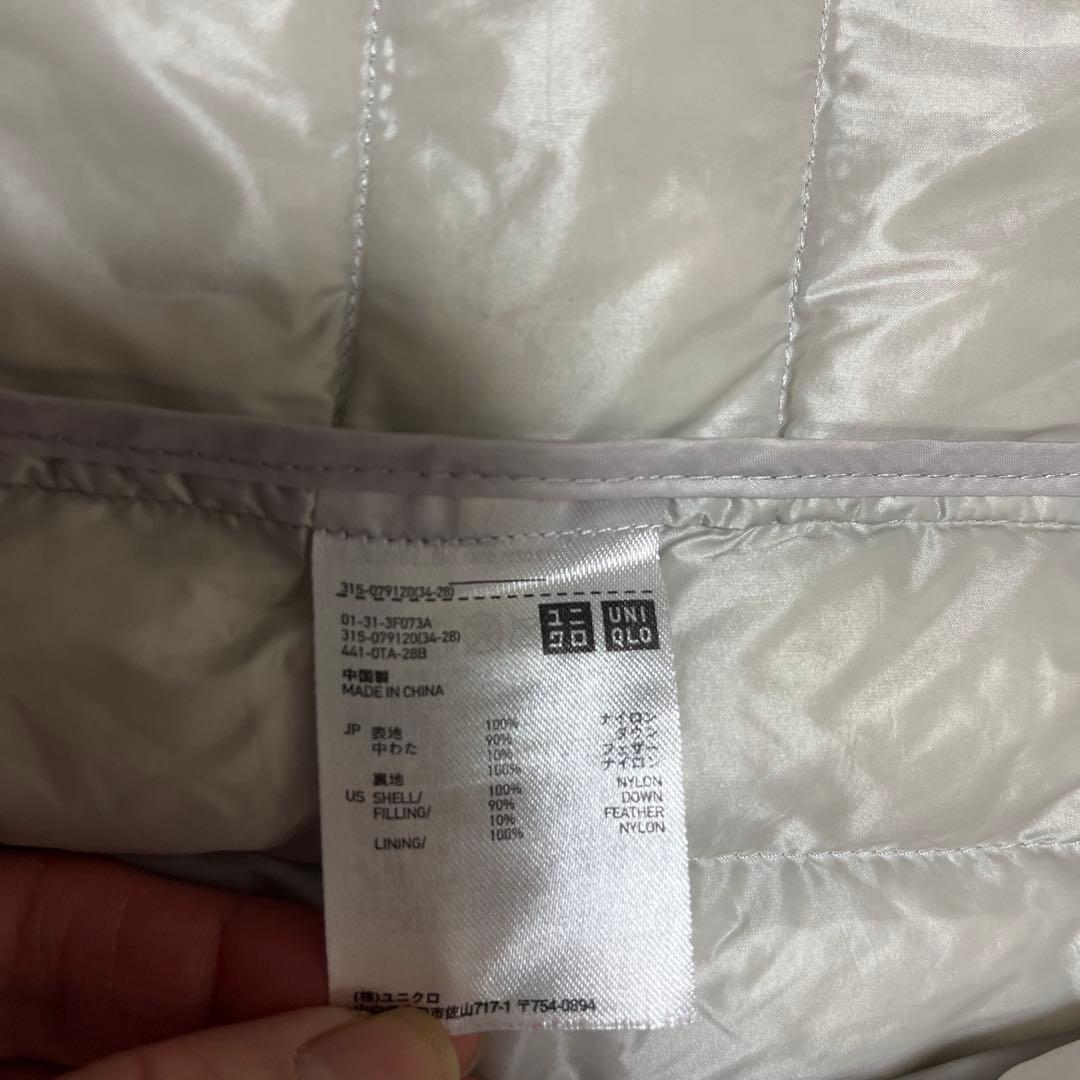 315-079120(34-28)
01-31-3F073A
315-079120(34-28)
441-0TA-28B
ユニクロ
UNIQLO
中国製
MADE IN CHINA
JP 表地 100% ナイロン
中わた 90% ダウン
10% フェザー
裏地 100% ナイロン
US SHELL/ 100% NYLON
FILLING/ 90% DOWN
10% FEATHER
LINING/ 100% NYLON
(株)ユニクロ
市佐山717-1 〒754-0894